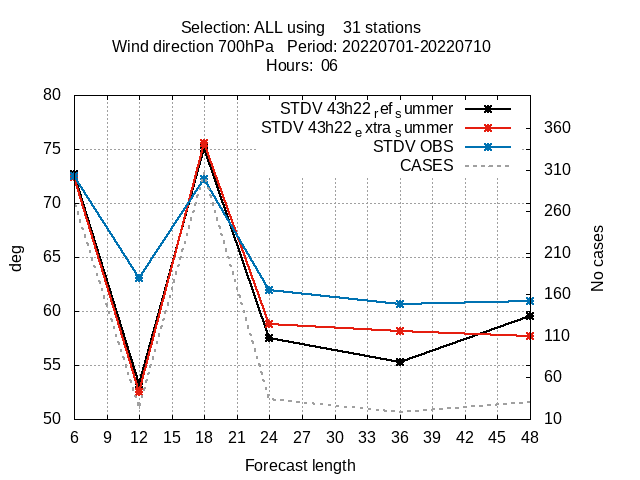 Selection: ALL using    31 stations
Wind direction 700hPa   Period: 20220701-20220710
Hours:  06
80
75
70
65
60
55
50
deg
STDV 43h22 ref summer
STDV 43h22 extra summer
STDV OBS
CASES
360
310
260
210
160
110
60
10
No cases
6 9 12 15 18 21 24 27 30 33 36 39 42 45 48
Forecast length